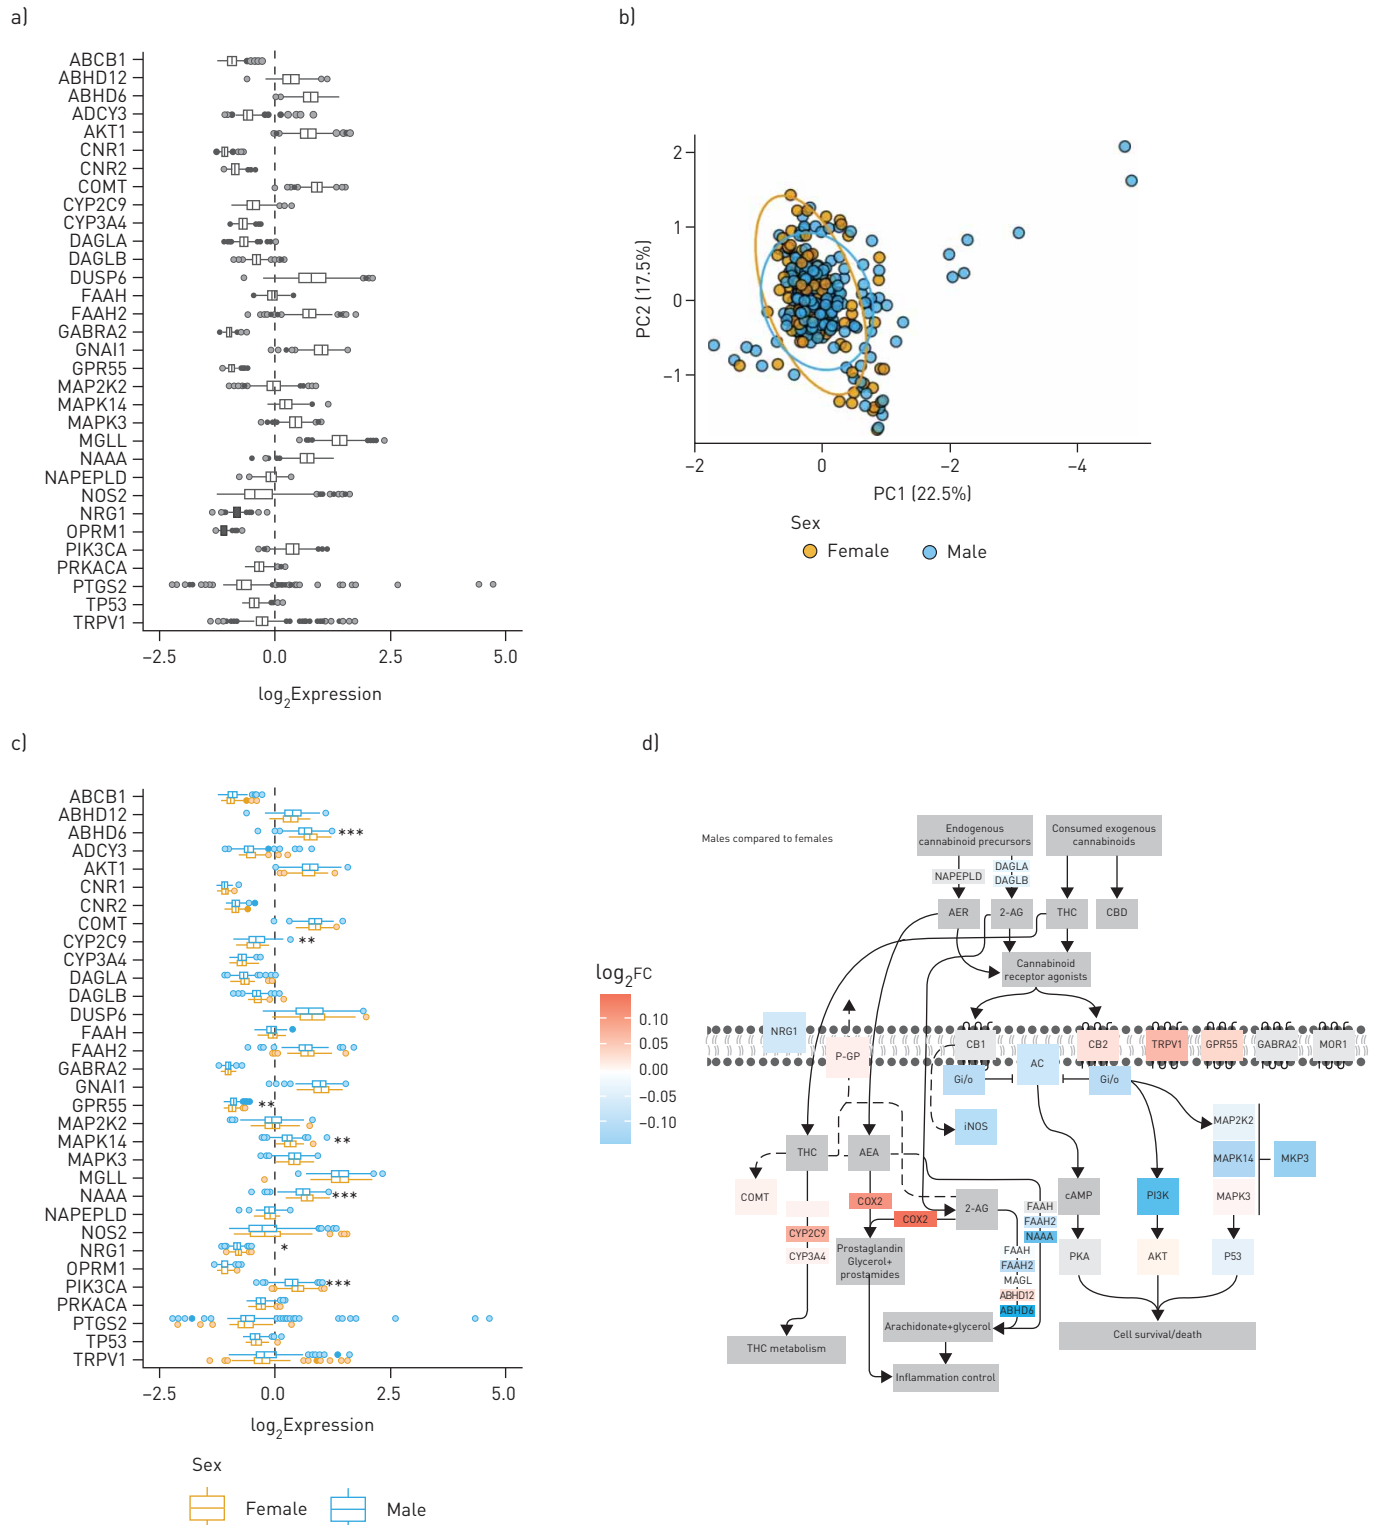 a)
ABCB1
ABHD12
ABHD6
ADCY3
AKT1
CNR1
CNR2
COMT
CYP2C9
CYP3A4
DAGLA
DAGLB
DUSP6
FAAH
FAAH2
GABRA2
GNAI1
GPR55
MAP2K2
MAPK14
MAPK3
MGLL
NAAA
NAPEPLD
NOS2
NRG1
OPRM1
PIK3CA
PRKACA
PTGS2
TP53
TRPV1
−2.5 0.0 2.5 5.0
log2Expression
b)
2
1
0
−1
PC2 (17.5%)
−2 0 −2 −4
PC1 (22.5%)
Sex
Female Male
c)
ABCB1
ABHD12
ABHD6 ***
ADCY3
AKT1
CNR1
CNR2
COMT
CYP2C9 **
CYP3A4
DAGLA
DAGLB
DUSP6
FAAH
FAAH2
GABRA2
GNAI1
GPR55 **
MAP2K2
MAPK14 **
MAPK3
MGLL
NAAA ***
NAPEPLD
NOS2
NRG1 *
OPRM1
PIK3CA ***
PRKACA
PTGS2
TP53
TRPV1
−2.5 0.0 2.5 5.0
log2Expression
Sex
Female Male
d)
Males compared to females
log2FC
0.10
0.05
0.00
−0.05
−0.10
Endogenous
cannabinoid precursors
Consumed exogenous
cannabinoids
NAPEPLD
DAGLA
DAGLB
AER
2-AG
THC
CBD
Cannabinoid
receptor agonists
NRG1
P-GP
CB1
AC
CB2
TRPV1
GPR55
GABRA2
MOR1
Gi/o
Gi/o
iNOS
MAP2K2
MAPK14
MKP3
MAPK3
THC
AEA
COMT
COX2
COX2
2-AG
cAMP
PI3K
CYP2C9
CYP3A4
FAAH
FAAH2
NAAA
Prostaglandin
Glycerol+
prostamides
FAAH
FAAH2
MAGL
ABHD12
ABHD6
PKA
AKT
P53
Arachidonate+glycerol
Cell survival/death
THC metabolism
Inflammation control